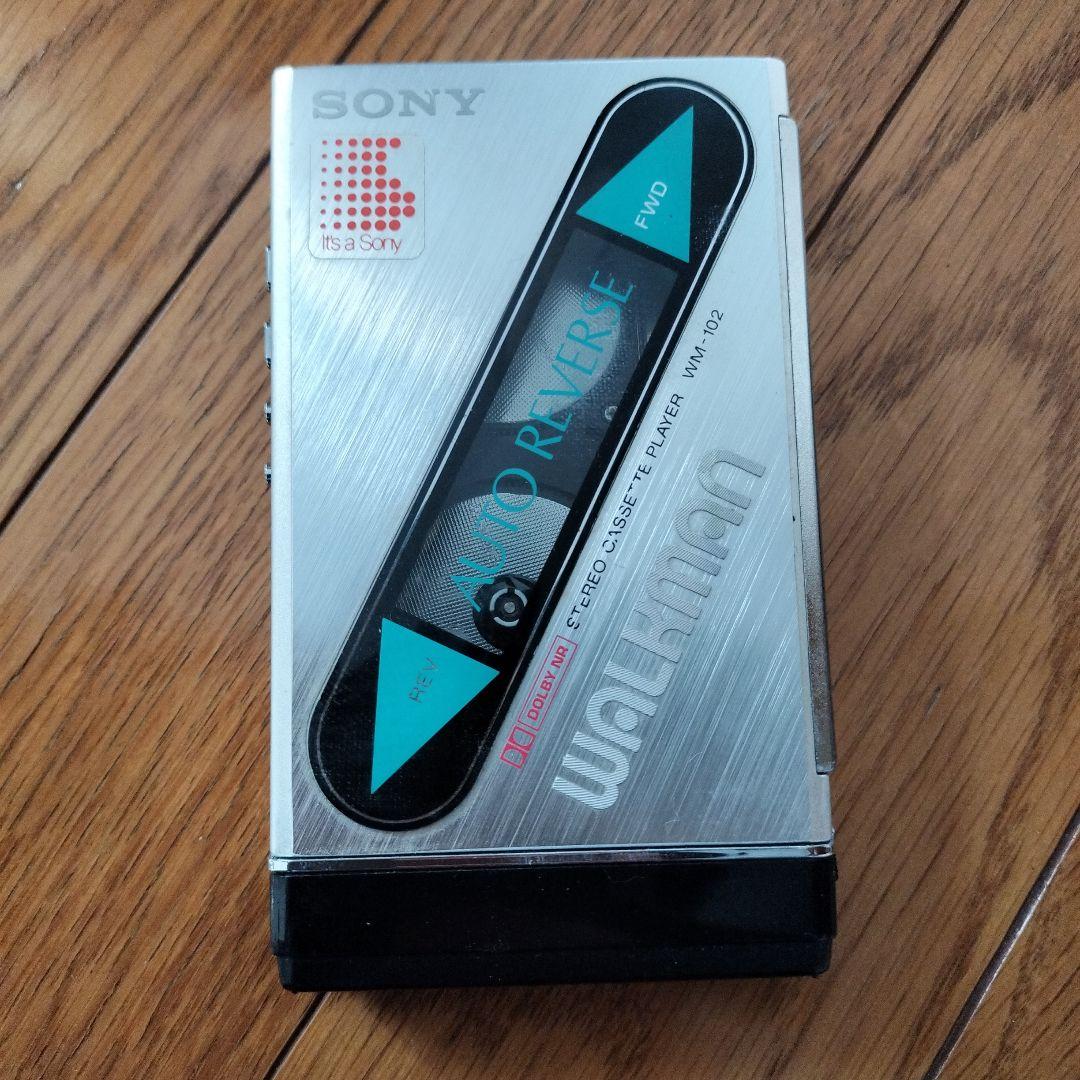 SONY
It's a Sony
FWD
AUTO REVERSE
REV
STEREO CASSETTE PLAYER WM-102
DOLBY NR
WALKMAN